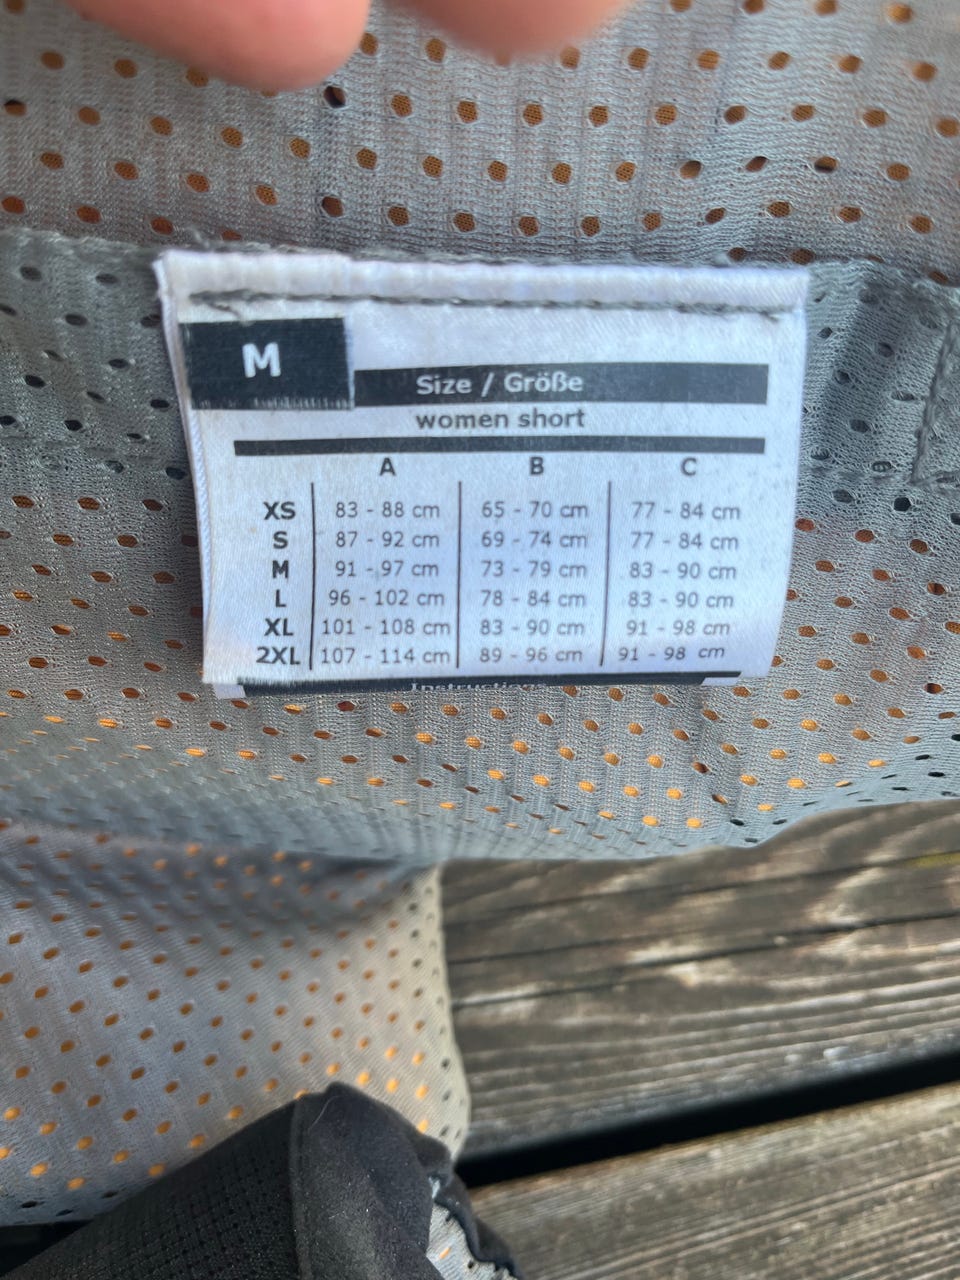 M
Size / Größe
women short
A B C
XS 83 - 88 cm 65 - 70 cm 77 - 84 cm
S 87 - 92 cm 69 - 74 cm 77 - 84 cm
M 91 - 97 cm 73 - 79 cm 83 - 90 cm
L 96 - 102 cm 78 - 84 cm 83 - 90 cm
XL 101 - 108 cm 83 - 90 cm 91 - 98 cm
2XL 107 - 114 cm 89 - 96 cm 91 - 98 cm